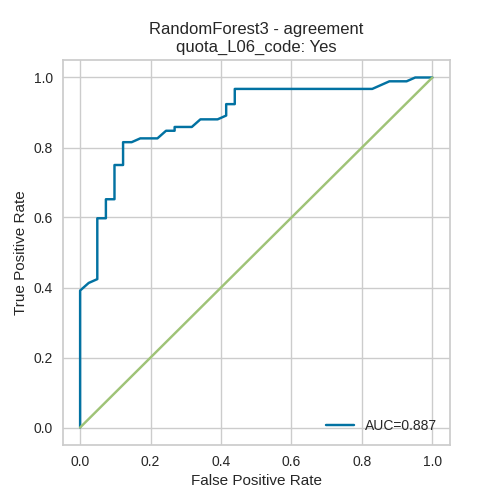 RandomForest3 - agreement
quota_L06_code: Yes
True Positive Rate
1.0
0.8
0.6
0.4
0.2
0.0
AUC=0.887
0.0 0.2 0.4 0.6 0.8 1.0
False Positive Rate